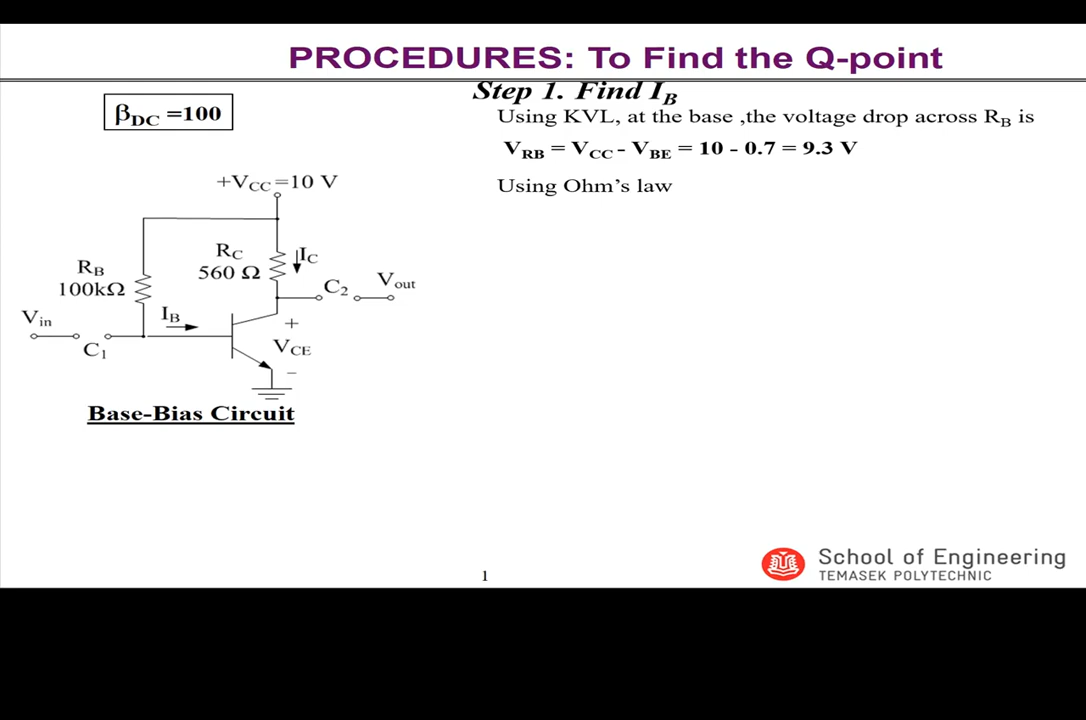 PROCEDURES: To Find the Q-point
Step 1. Find IB
Using KVL, at the base ,the voltage drop across RB is
VRB = VCC - VBE = 10 - 0.7 = 9.3 V
Using Ohm's law
βDC =100
+VCC=10 V
RC
560 Ω
IC
RB
100kΩ
C2
Vout
Vin
IB
+
C1
VCE
–
Base-Bias Circuit
School of Engineering
TEMASEK POLYTECHNIC
1